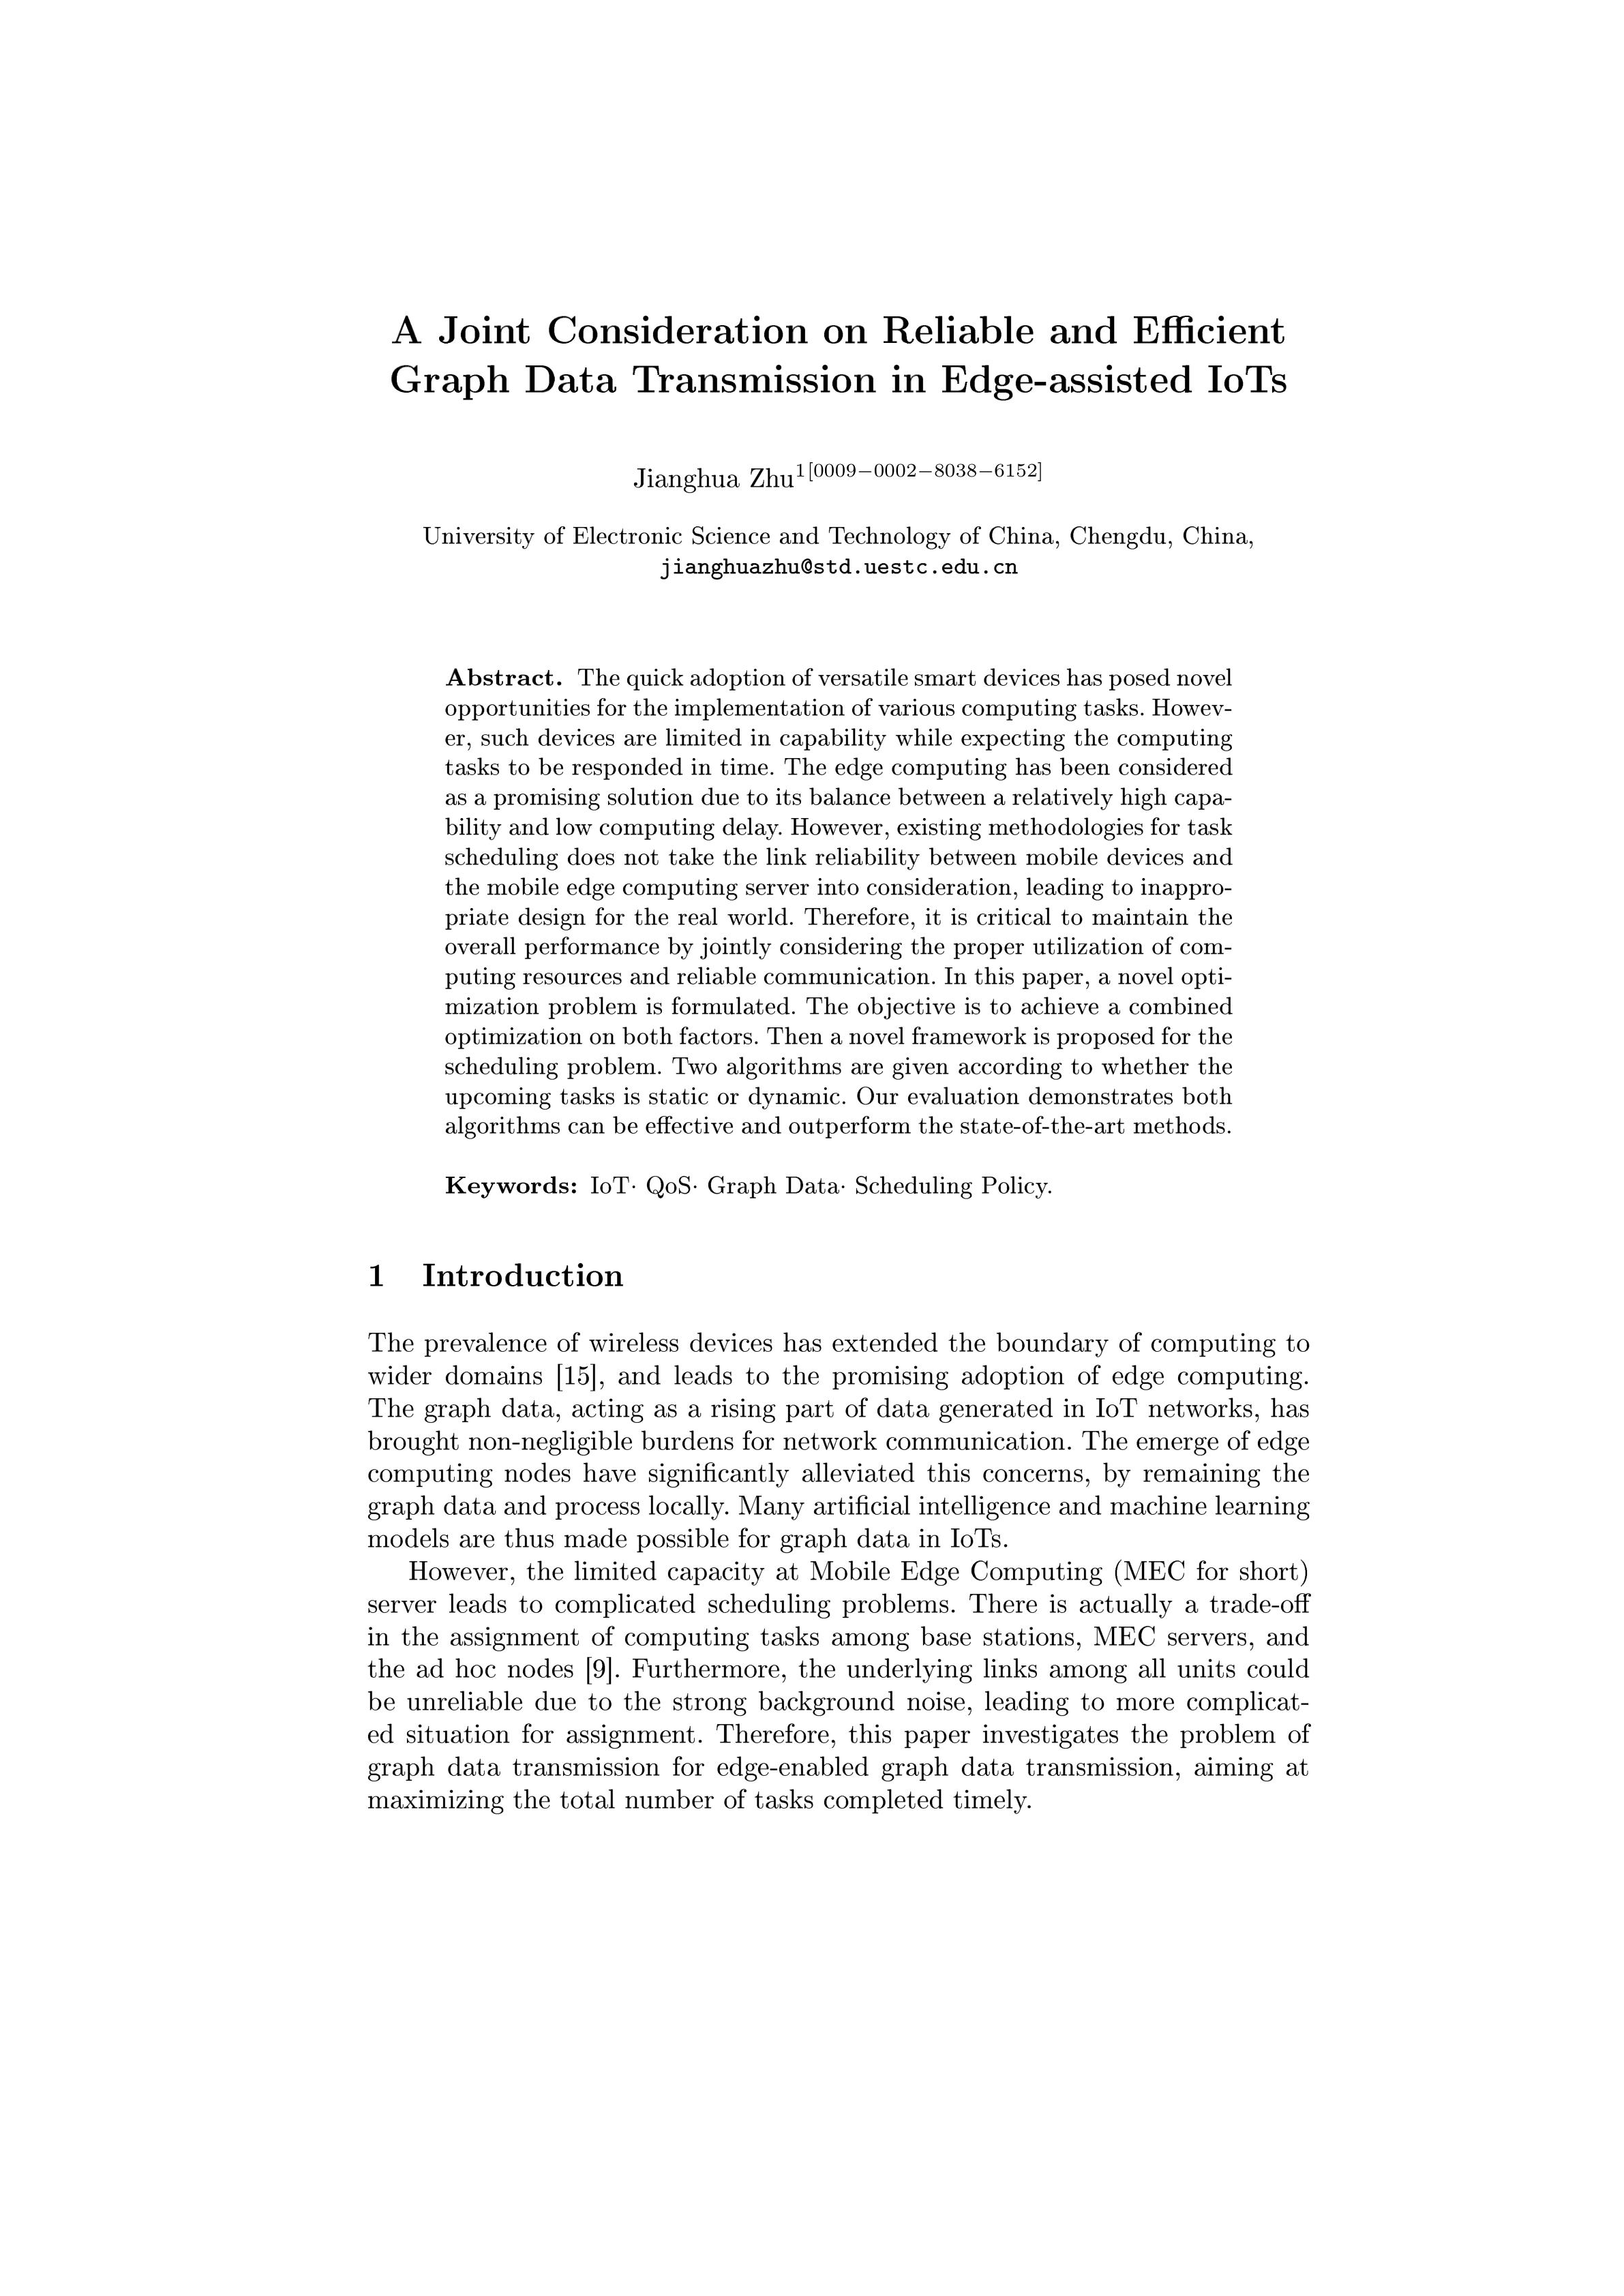 A Joint Consideration on Reliable and Efficient
Graph Data Transmission in Edge-assisted IoTs
Jianghua Zhu1[0009−0002−8038−6152]
University of Electronic Science and Technology of China, Chengdu, China,
jianghuazhu@std.uestc.edu.cn
Abstract. The quick adoption of versatile smart devices has posed novel
opportunities for the implementation of various computing tasks. Howev-
er, such devices are limited in capability while expecting the computing
tasks to be responded in time. The edge computing has been considered
as a promising solution due to its balance between a relatively high capa-
bility and low computing delay. However, existing methodologies for task
scheduling does not take the link reliability between mobile devices and
the mobile edge computing server into consideration, leading to inappro-
priate design for the real world. Therefore, it is critical to maintain the
overall performance by jointly considering the proper utilization of com-
puting resources and reliable communication. In this paper, a novel opti-
mization problem is formulated. The objective is to achieve a combined
optimization on both factors. Then a novel framework is proposed for the
scheduling problem. Two algorithms are given according to whether the
upcoming tasks is static or dynamic. Our evaluation demonstrates both
algorithms can be effective and outperform the state-of-the-art methods.
Keywords: IoT· QoS· Graph Data· Scheduling Policy.
1 Introduction
The prevalence of wireless devices has extended the boundary of computing to
wider domains [15], and leads to the promising adoption of edge computing.
The graph data, acting as a rising part of data generated in IoT networks, has
brought non-negligible burdens for network communication. The emerge of edge
computing nodes have significantly alleviated this concerns, by remaining the
graph data and process locally. Many artificial intelligence and machine learning
models are thus made possible for graph data in IoTs.
However, the limited capacity at Mobile Edge Computing (MEC for short)
server leads to complicated scheduling problems. There is actually a trade-off
in the assignment of computing tasks among base stations, MEC servers, and
the ad hoc nodes [9]. Furthermore, the underlying links among all units could
be unreliable due to the strong background noise, leading to more complicat-
ed situation for assignment. Therefore, this paper investigates the problem of
graph data transmission for edge-enabled graph data transmission, aiming at
maximizing the total number of tasks completed timely.